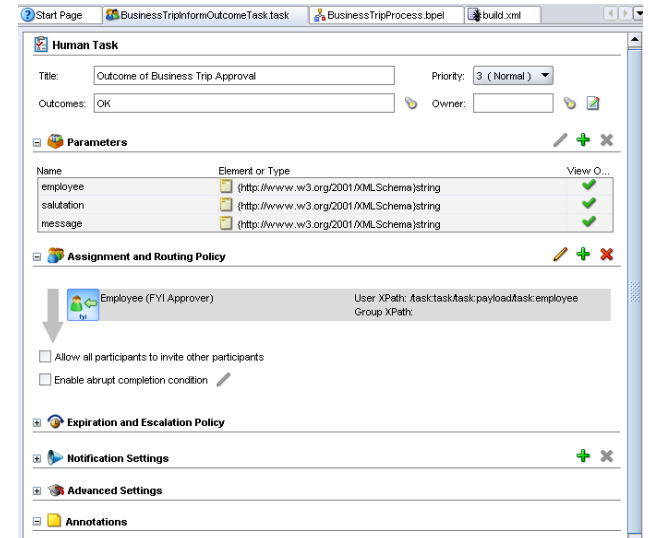 Start Page BusinessTripInformOutcomeTask.task BusinessTripProcess.bpel build.xml
Human Task
Title: Outcome of Business Trip Approval Priority: 3 ( Normal )
Outcomes: OK Owner:
Parameters
Name Element or Type View O...
employee {http://www.w3.org/2001/XMLSchema}string
salutation {http://www.w3.org/2001/XMLSchema}string
message {http://www.w3.org/2001/XMLSchema}string
Assignment and Routing Policy
Employee (FYI Approver) User XPath: /task:task/task:payload/task:employee
fyi Group XPath:
Allow all participants to invite other participants
Enable abrupt completion condition
Expiration and Escalation Policy
Notification Settings
Advanced Settings
Annotations